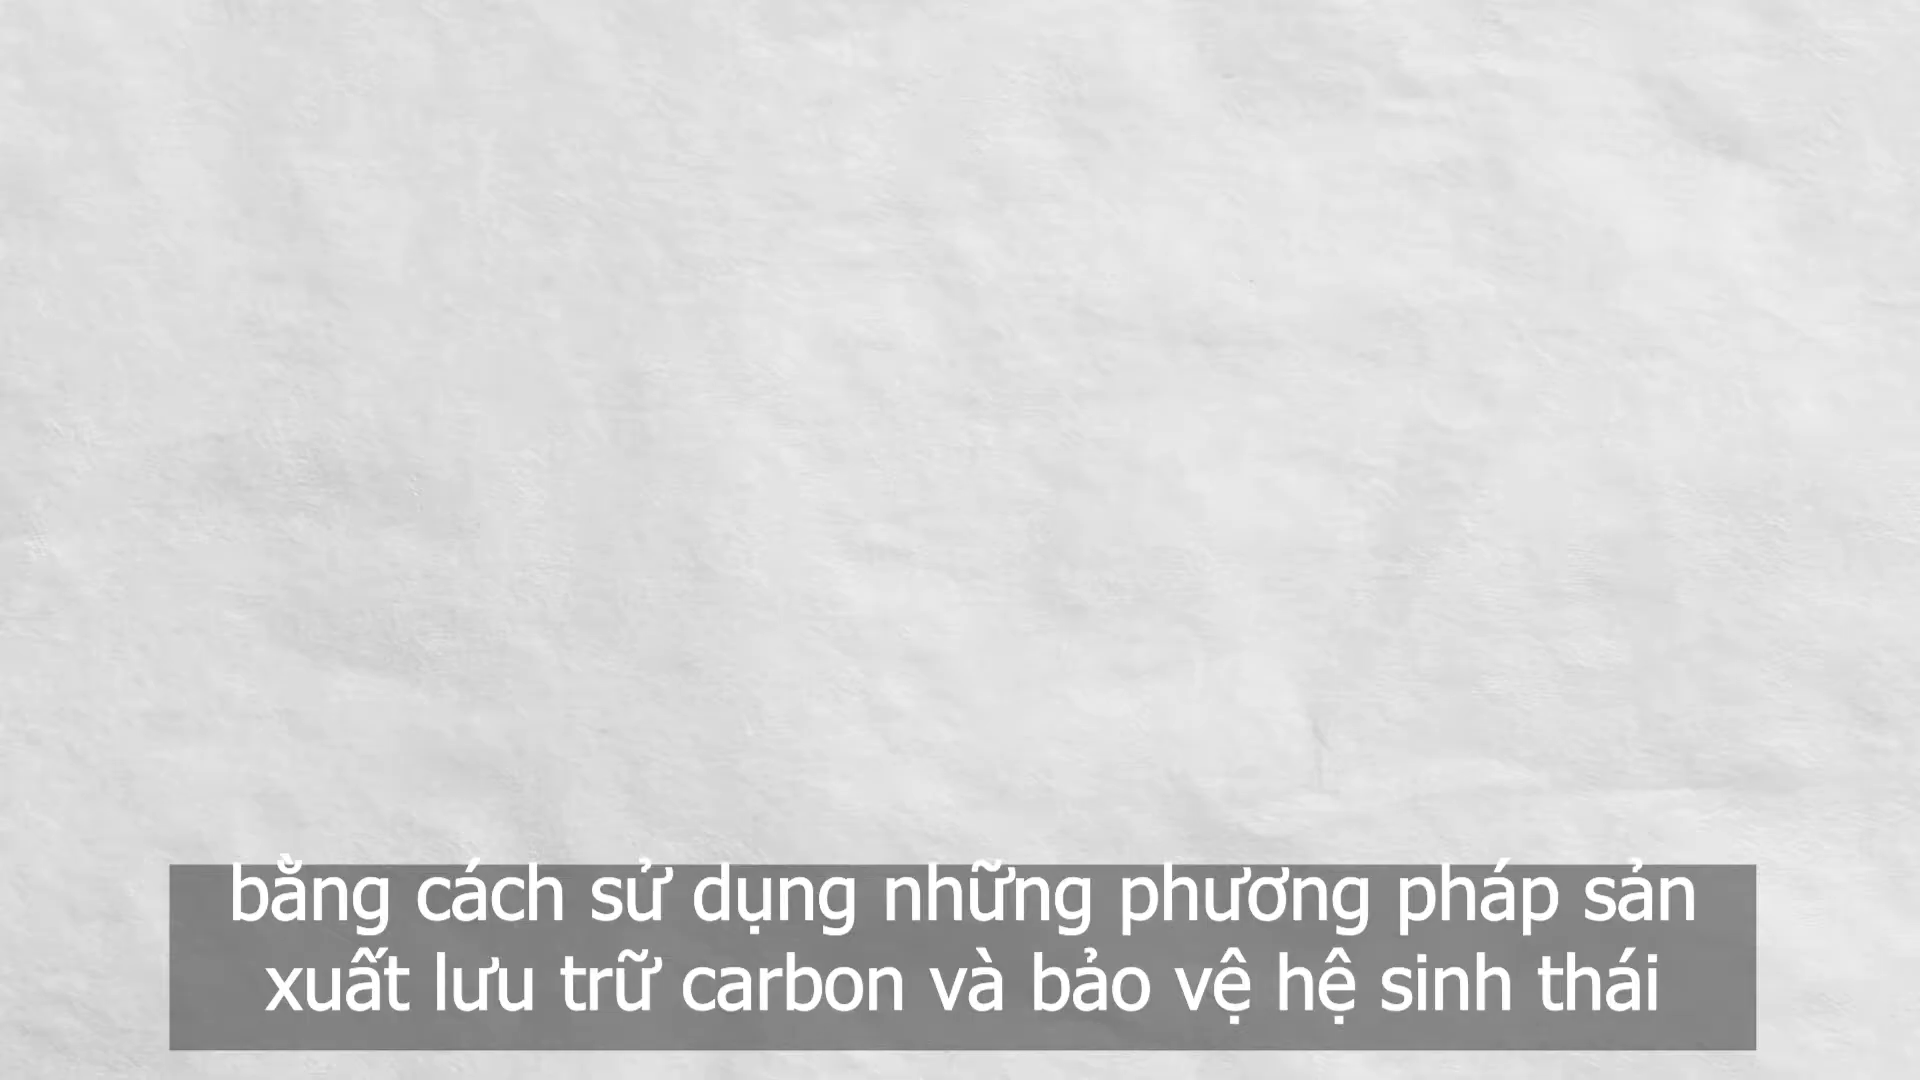 bằng cách sử dụng những phương pháp sản
xuất lưu trữ carbon và bảo vệ hệ sinh thái